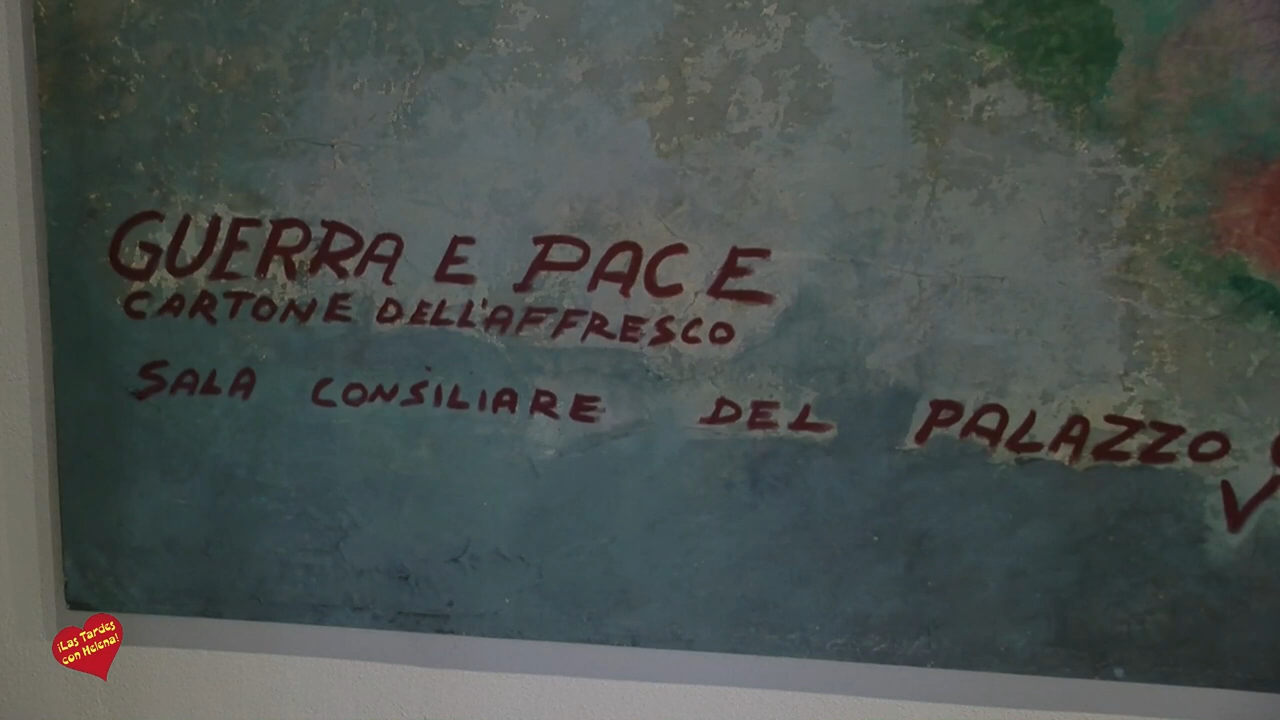 GUERRA E PACE
CARTONE DELL'AFFRESCO
SALA CONSILIARE DEL PALAZZO
¡Las Tardes
con Helena!